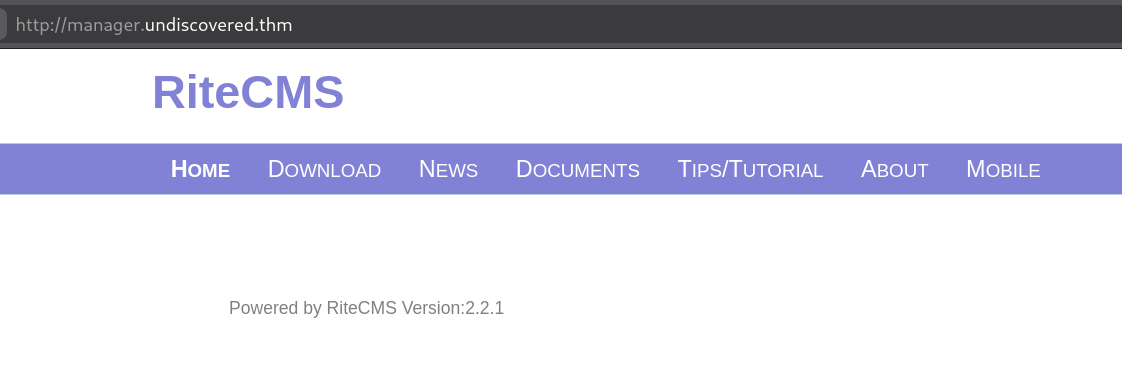 http://manager.undiscovered.thm
RiteCMS
Home Download News Documents Tips/Tutorial About Mobile
Powered by RiteCMS Version:2.2.1